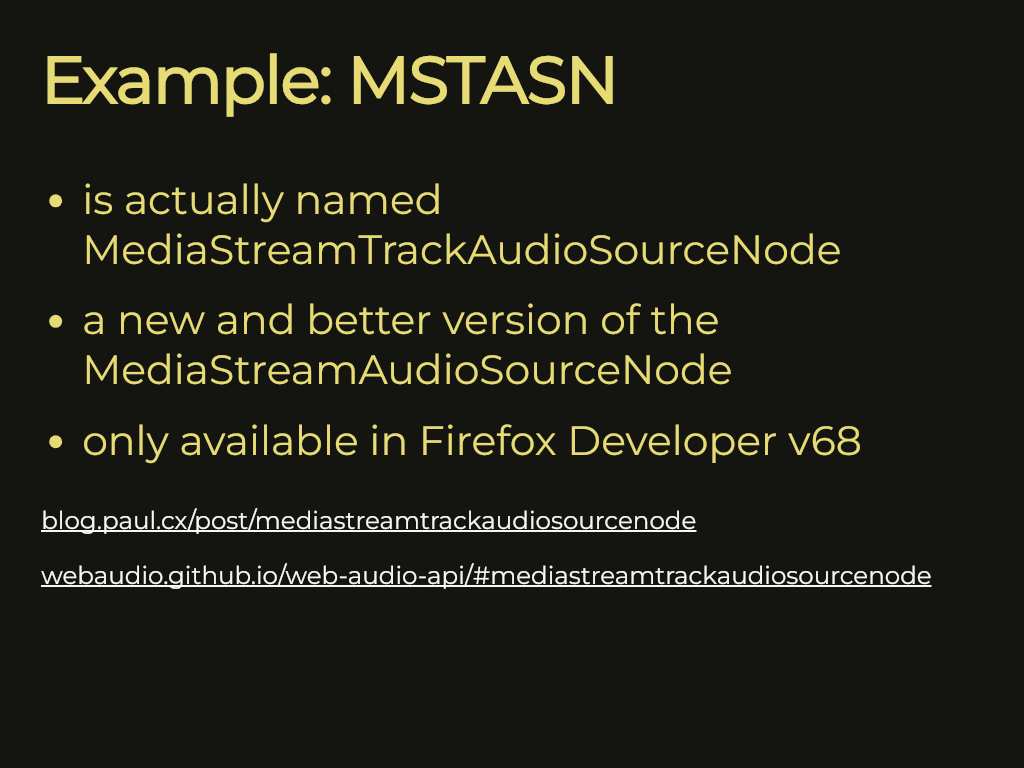 Example: MSTASN
• is actually named
MediaStreamTrackAudioSourceNode
• a new and better version of the
MediaStreamAudioSourceNode
• only available in Firefox Developer v68
blog.paul.cx/post/mediastreamtrackaudiosourcenode
webaudio.github.io/web-audio-api/#mediastreamtrackaudiosourcenode